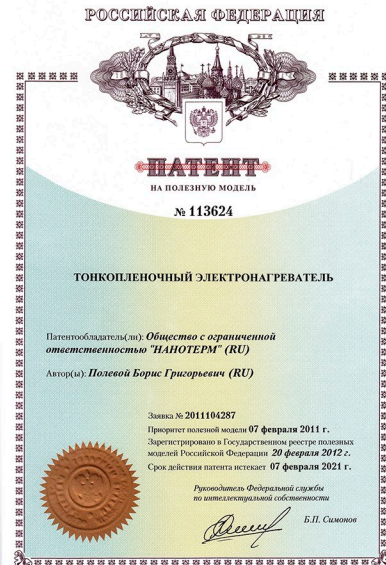 РОССИЙСКАЯ ФЕДЕРАЦИЯ
ПАТЕНТ
НА ПОЛЕЗНУЮ МОДЕЛЬ
№ 113624
ТОНКОПЛЕНОЧНЫЙ ЭЛЕКТРОНАГРЕВАТЕЛЬ
Патентообладатель(ли): Общество с ограниченной
ответственностью "НАНОТЕРМ" (RU)
Автор(ы): Полевой Борис Григорьевич (RU)
Заявка № 2011104287
Приоритет полезной модели 07 февраля 2011 г.
Зарегистрировано в Государственном реестре полезных
моделей Российской Федерации 20 февраля 2012 г.
Срок действия патента истекает 07 февраля 2021 г.
Руководитель Федеральной службы
по интеллектуальной собственности
Б.П. Симонов